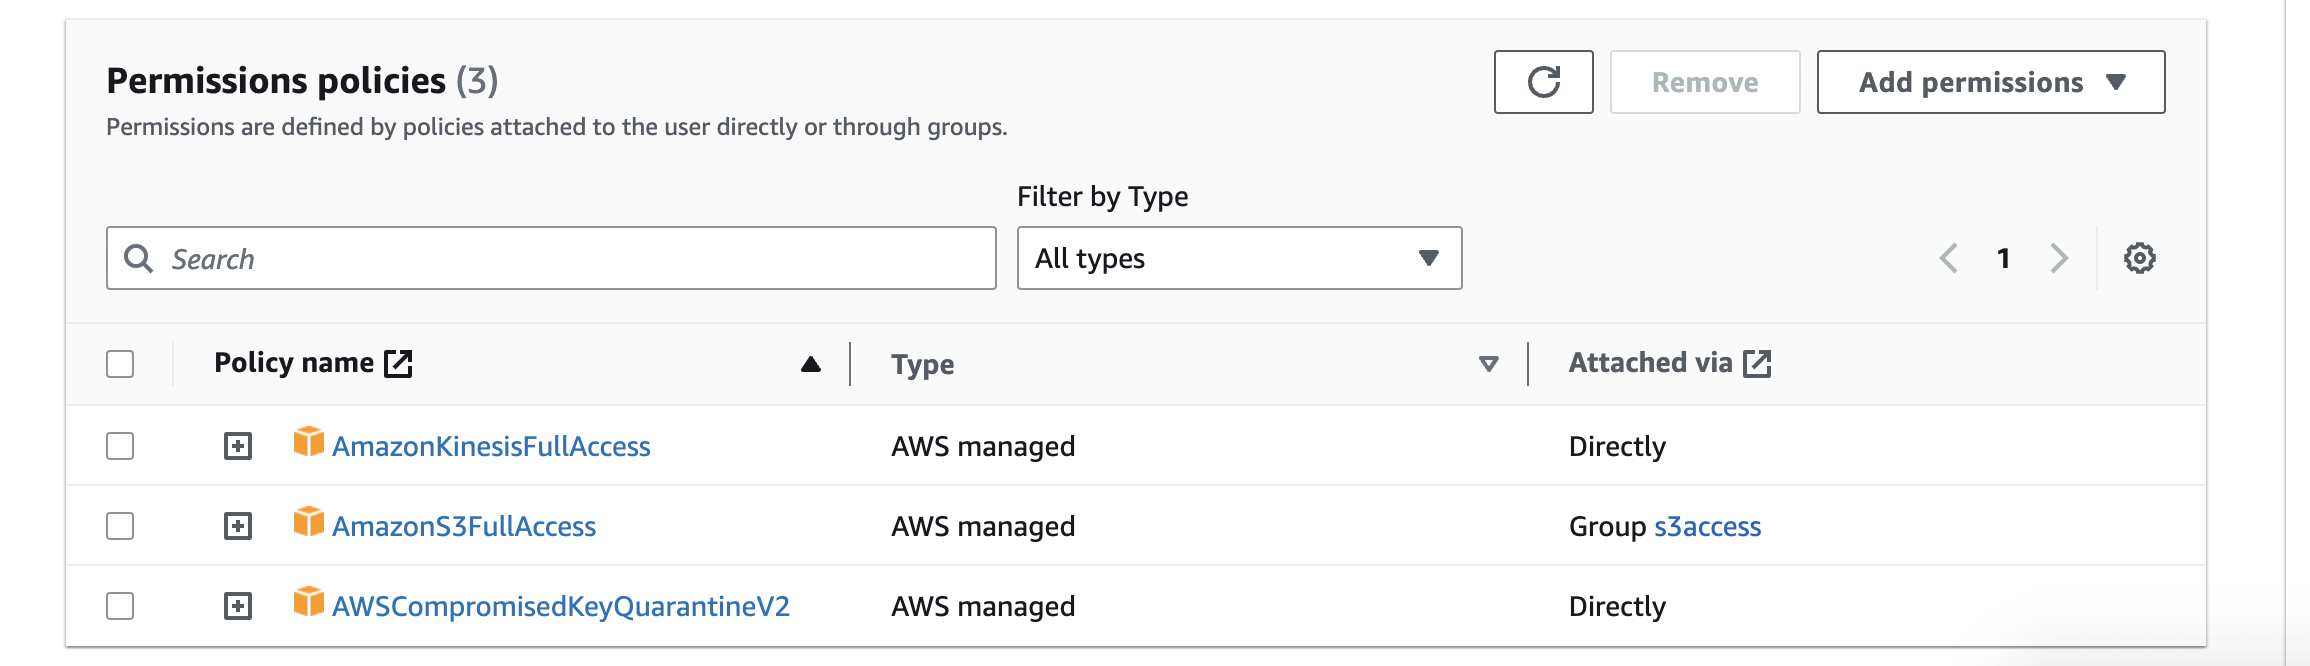 Permissions policies (3)
Remove
Add permissions
Permissions are defined by policies attached to the user directly or through groups.
Filter by Type
Search
All types
1
Policy name
Type
Attached via
AmazonKinesisFullAccess
AWS managed
Directly
AmazonS3FullAccess
AWS managed
Group s3access
AWSCompromisedKeyQuarantineV2
AWS managed
Directly